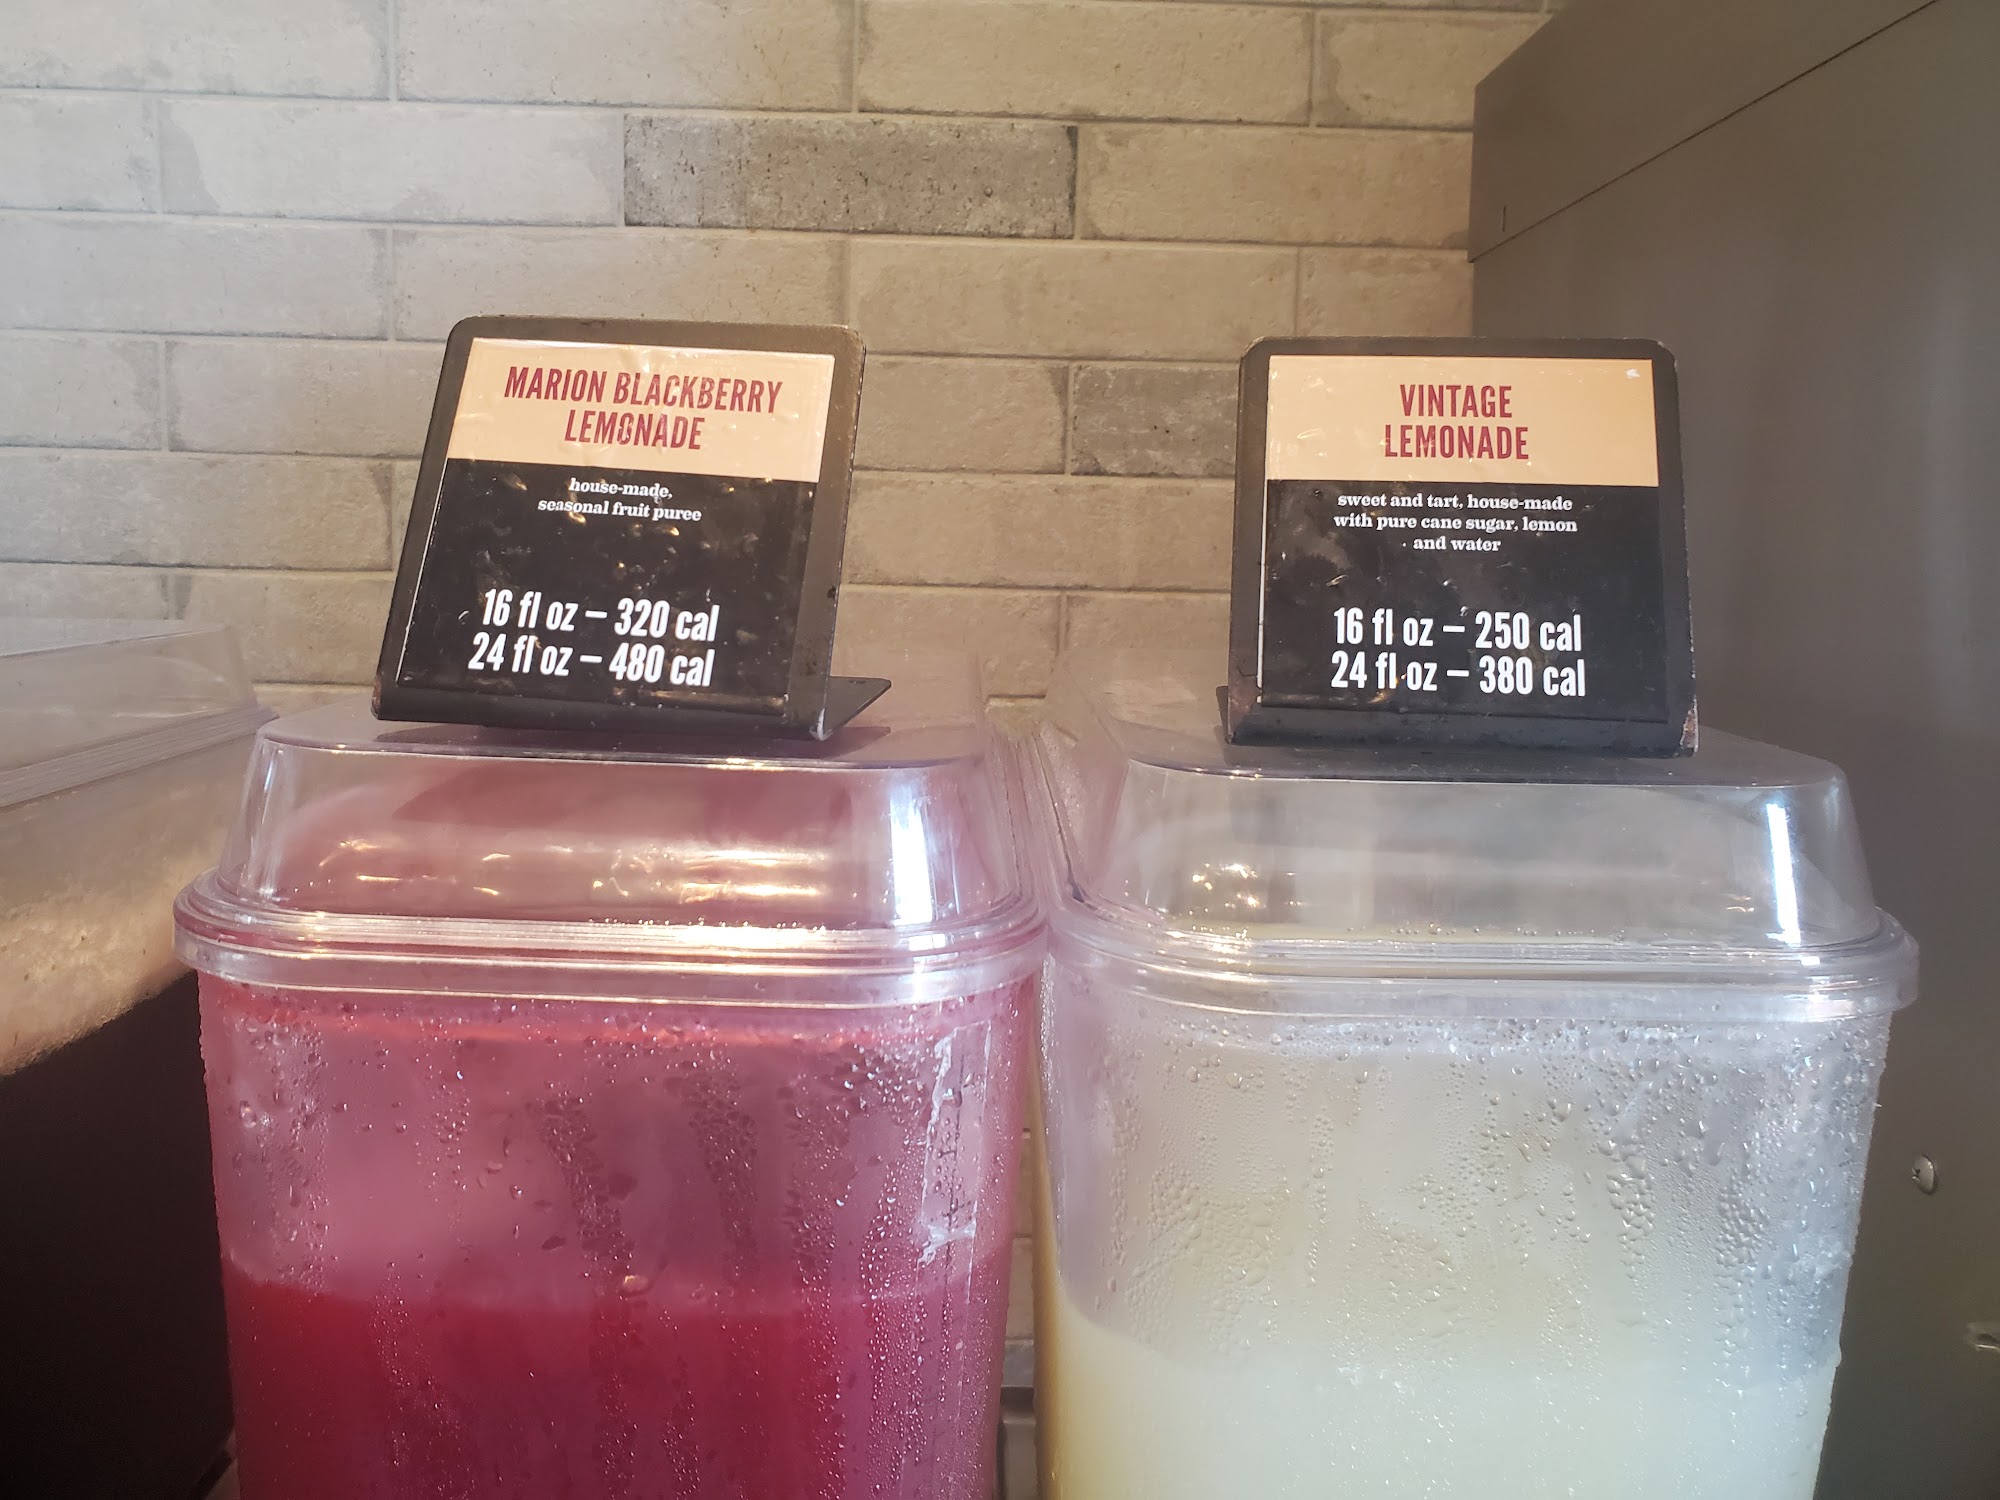 MARION BLACKBERRY
LEMONADE
house-made,
seasonal fruit puree
16 fl oz – 320 cal
24 fl oz – 480 cal
VINTAGE
LEMONADE
sweet and tart, house-made
with pure cane sugar, lemon
and water
16 fl oz – 250 cal
24 fl oz – 380 cal